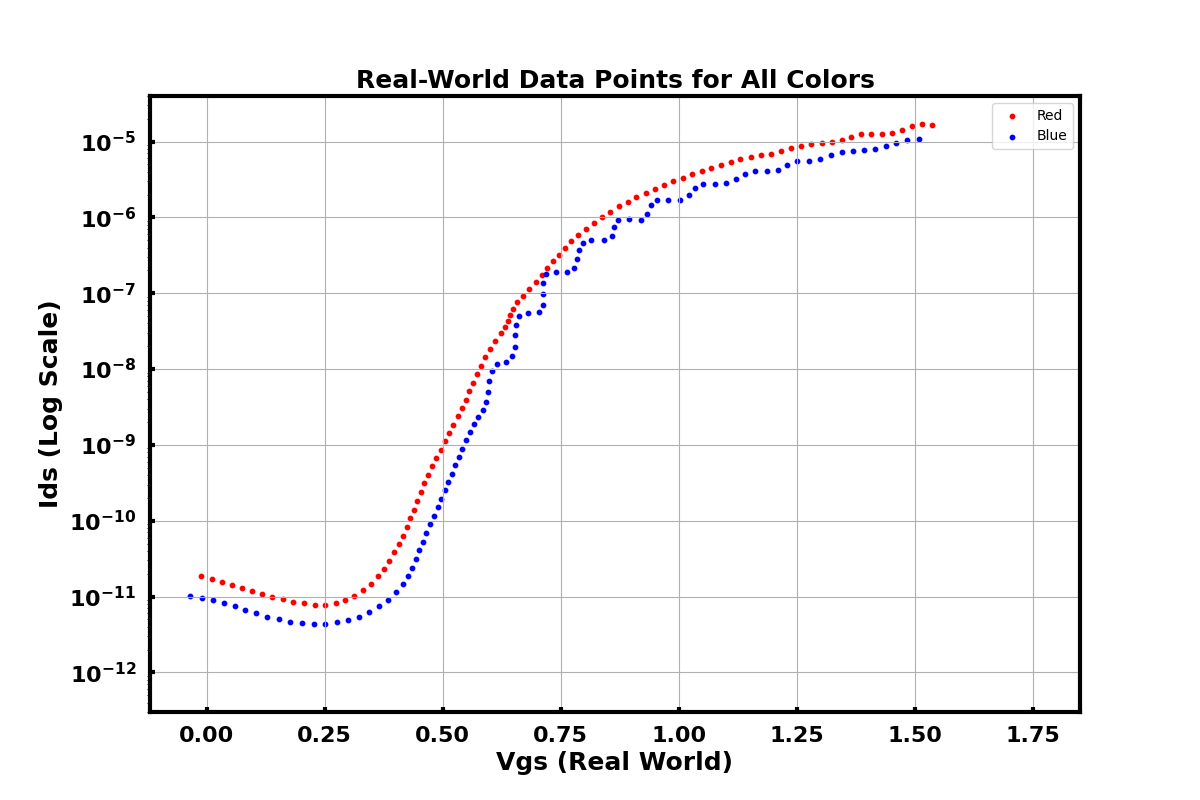 Real-World Data Points for All Colors
Red
Blue
Ids (Log Scale)
10⁻⁵
10⁻⁶
10⁻⁷
10⁻⁸
10⁻⁹
10⁻¹⁰
10⁻¹¹
10⁻¹²
0.00 0.25 0.50 0.75 1.00 1.25 1.50 1.75
Vgs (Real World)